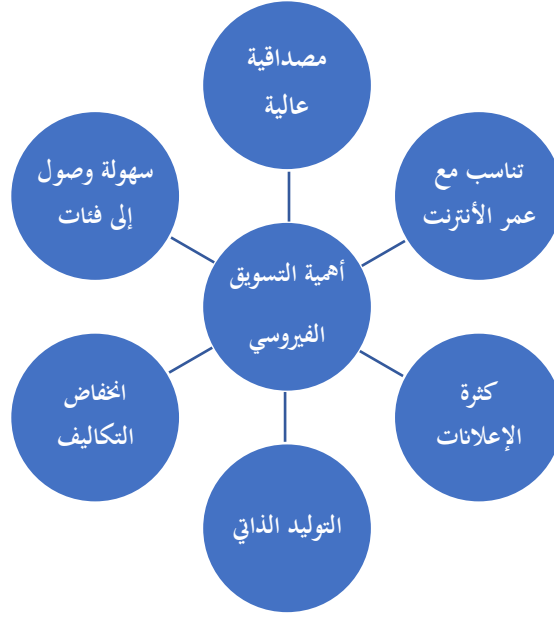 مصداقية
عالية
تناسب مع
عمر الأنترنت
كثرة
الإعلانات
التوليد الذاتي
انخفاض
التكاليف
سهولة وصول
إلى فئات
أهمية التسويق
الفيروسي